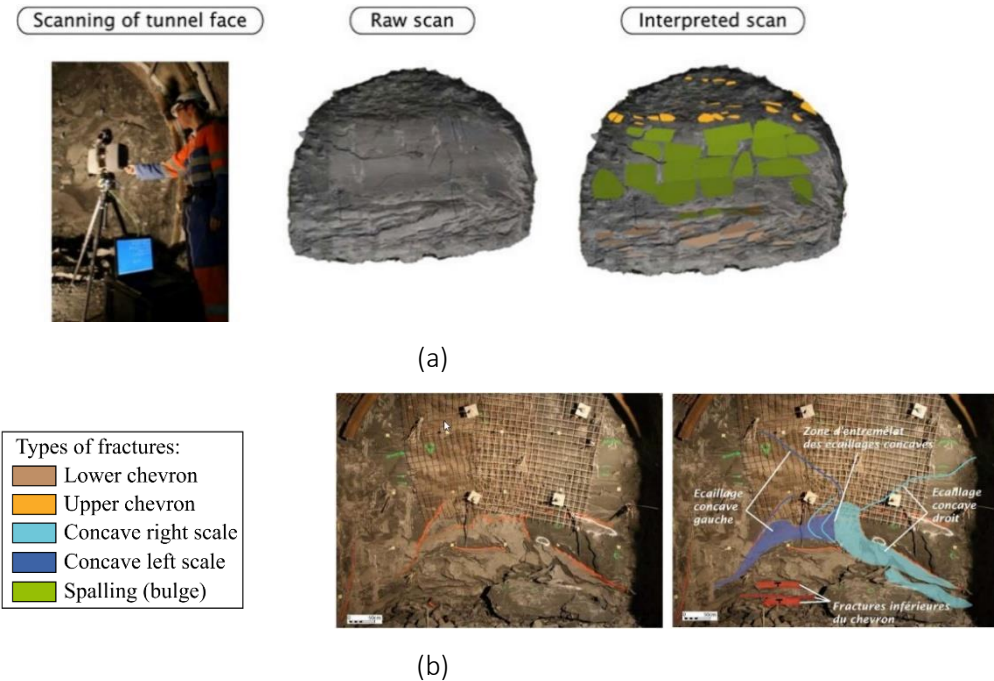 Scanning of tunnel face
Raw scan
Interpreted scan
(a)
Types of fractures:
Lower chevron
Upper chevron
Concave right scale
Concave left scale
Spalling (bulge)
Zone d'entremêlat
des écaillages concaves
Ecaillage
concave
gauche
Ecaillage
concave
droit
Fractures inférieures
du chevron
(b)